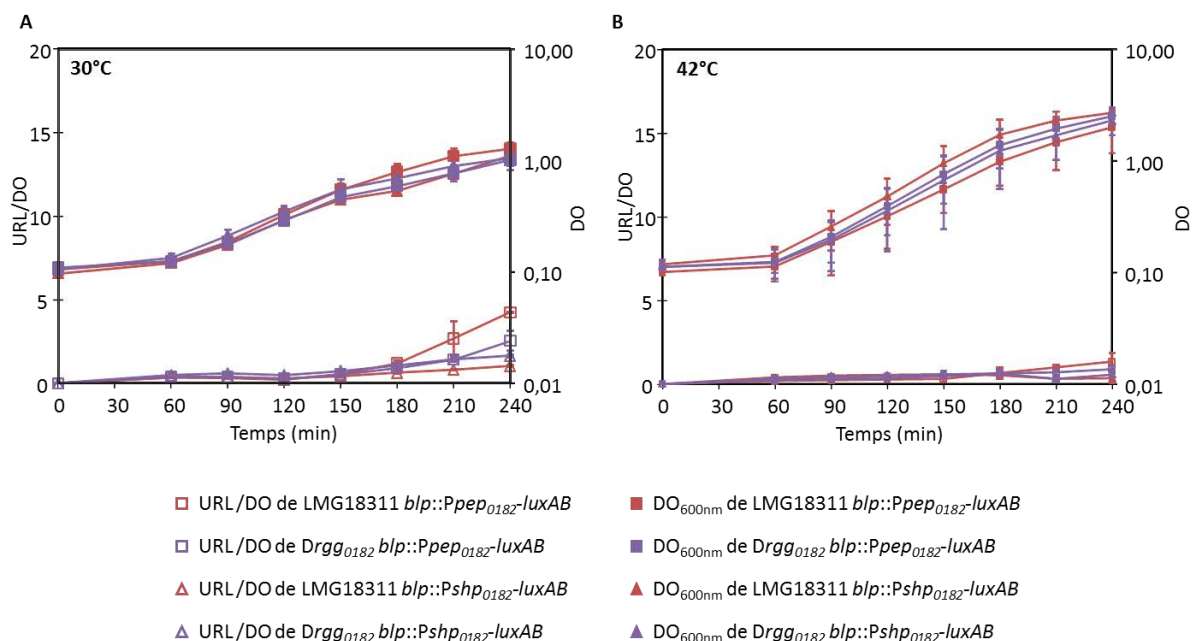 A
B
20
15
10
5
0
URL/DO
30°C
10,00
1,00
0,10
0,01
DO
0 30 60 90 120 150 180 210 240
Temps (min)
20
15
10
5
0
URL/DO
42°C
10,00
1,00
0,10
0,01
DO
0 30 60 90 120 150 180 210 240
Temps (min)
URL/DO de LMG18311 blp::Ppep0182-luxAB
URL/DO de Drgg0182 blp::Ppep0182-luxAB
URL/DO de LMG18311 blp::Pshp0182-luxAB
URL/DO de Drgg0182 blp::Pshp0182-luxAB
DO600nm de LMG18311 blp::Ppep0182-luxAB
DO600nm de Drgg0182 blp::Ppep0182-luxAB
DO600nm de LMG18311 blp::Pshp0182-luxAB
DO600nm de Drgg0182 blp::Pshp0182-luxAB